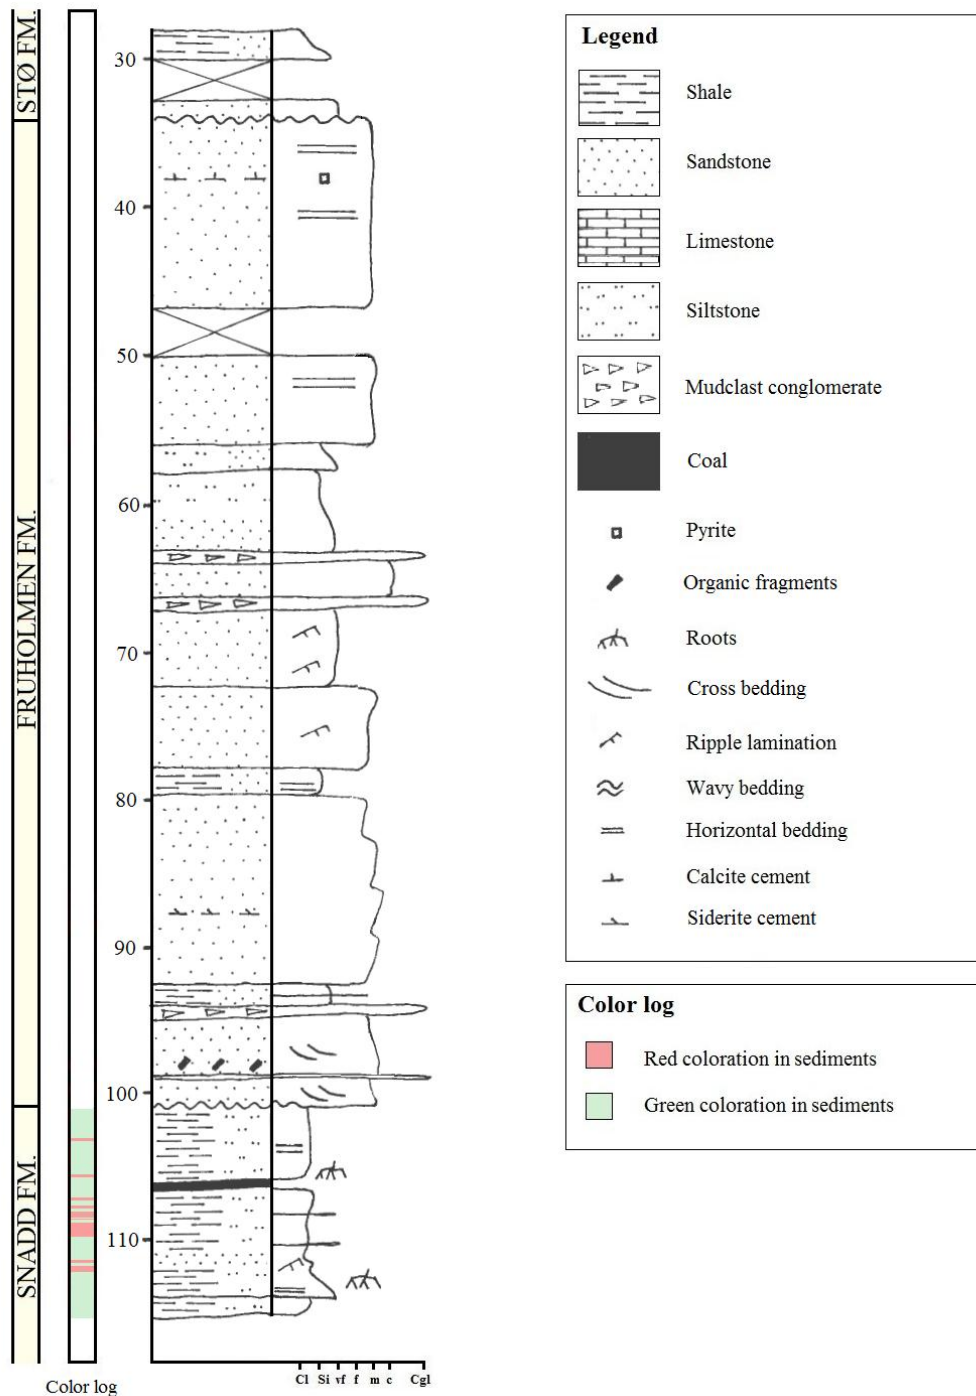 STØ FM.
FRUHOLMEN FM.
SNADD FM.
30
40
50
60
70
80
90
100
110
Cl Si vf f m c Cgl
Color log
Legend
Shale
Sandstone
Limestone
Siltstone
Mudclast conglomerate
Coal
Pyrite
Organic fragments
Roots
Cross bedding
Ripple lamination
Wavy bedding
Horizontal bedding
Calcite cement
Siderite cement
Color log
Red coloration in sediments
Green coloration in sediments